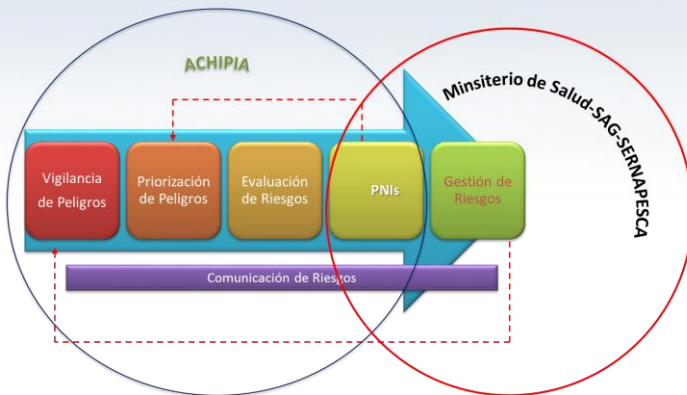 ACHIPIA
Minsiterio de Salud-SAG-SERNAPESCA
Vigilancia
de Peligros
Priorización
de Peligros
Evaluación
de Riesgos
PNIs
Gestión de
Riesgos
Comunicación de Riesgos